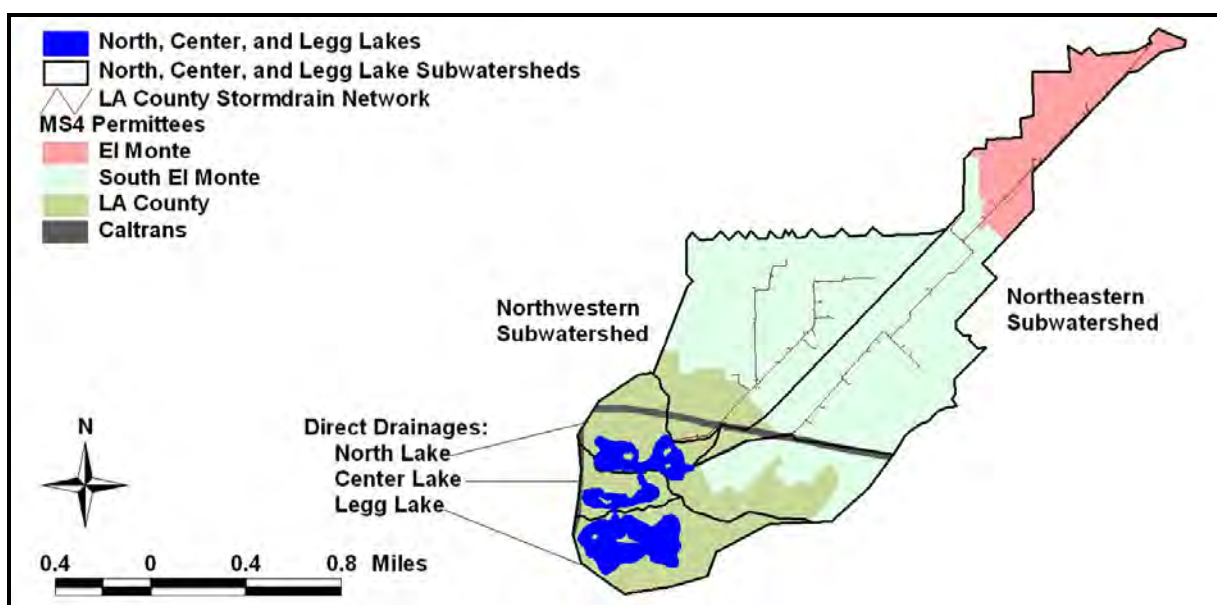 North, Center, and Legg Lakes
North, Center, and Legg Lake Subwatersheds
LA County Stormdrain Network
MS4 Permittees
El Monte
South El Monte
LA County
Caltrans
Northwestern
Subwatershed
Northeastern
Subwatershed
Direct Drainages:
North Lake
Center Lake
Legg Lake
N
0.4 0 0.4 0.8 Miles